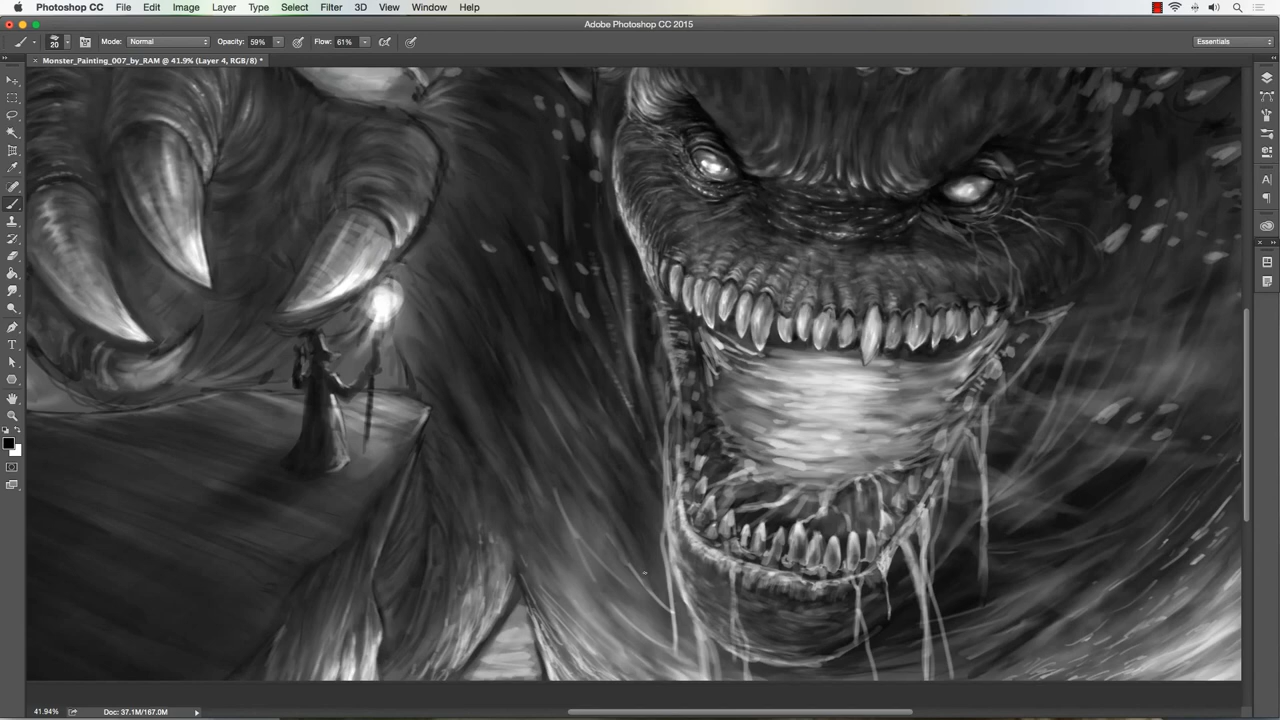 Photoshop CC File Edit Image Layer Type Select Filter 3D View Window Help
Adobe Photoshop CC 2015
20 Mode: Normal Opacity: 59% Flow: 61% Essentials
× Monster_Painting_007_by_RAM @ 41.9% (Layer 4, RGB/8) *
41.94% Doc: 37.1M/167.0M